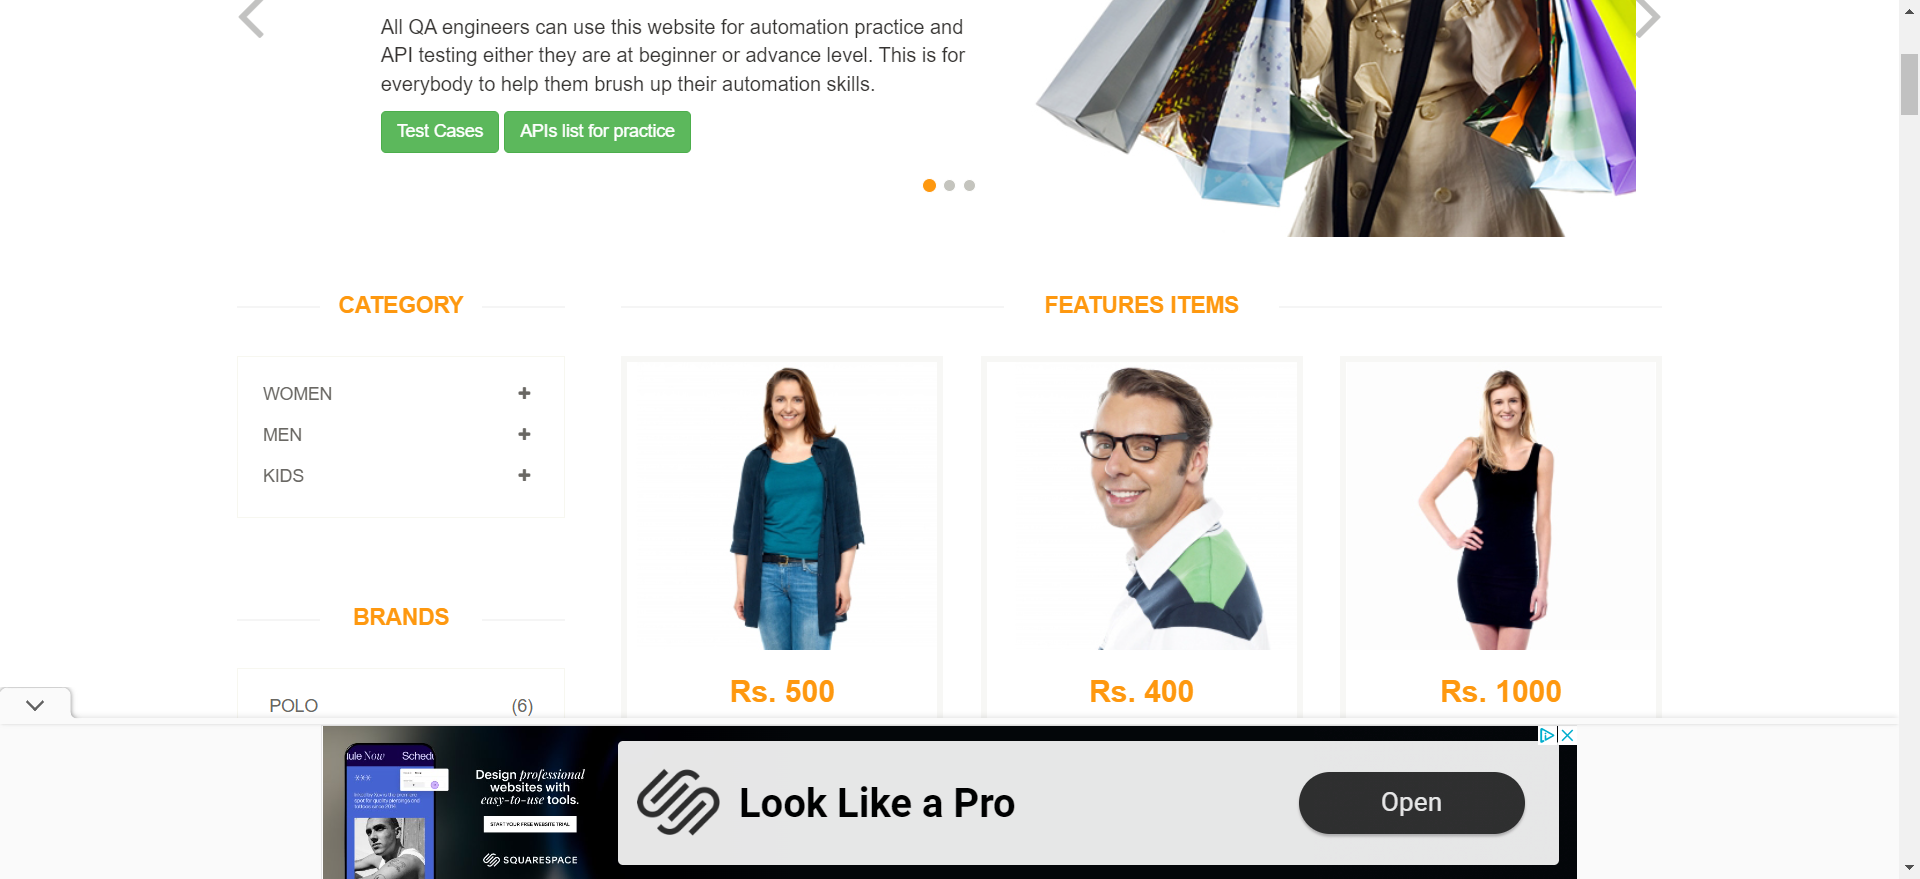 All QA engineers can use this website for automation practice and
API testing either they are at beginner or advance level. This is for
everybody to help them brush up their automation skills.
Test Cases
APIs list for practice
CATEGORY
WOMEN
MEN
KIDS
BRANDS
POLO (6)
FEATURES ITEMS
Rs. 500
Rs. 400
Rs. 1000
ule Now Schedu
Design professional
websites with
easy-to-use tools.
START YOUR FREE WEBSITE TRIAL
SQUARESPACE
Look Like a Pro
Open